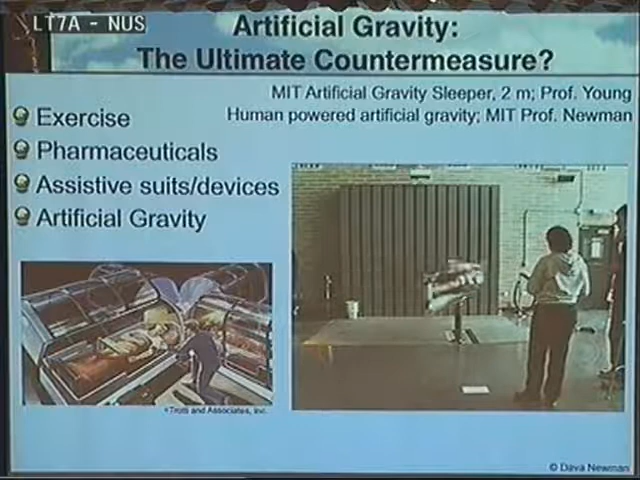 LT7A - NUS
Artificial Gravity:
The Ultimate Countermeasure?
MIT Artificial Gravity Sleeper, 2 m; Prof. Young
Human powered artificial gravity; MIT Prof. Newman
Exercise
Pharmaceuticals
Assistive suits/devices
Artificial Gravity
Trotti and Associates, Inc.
© Dava Newman